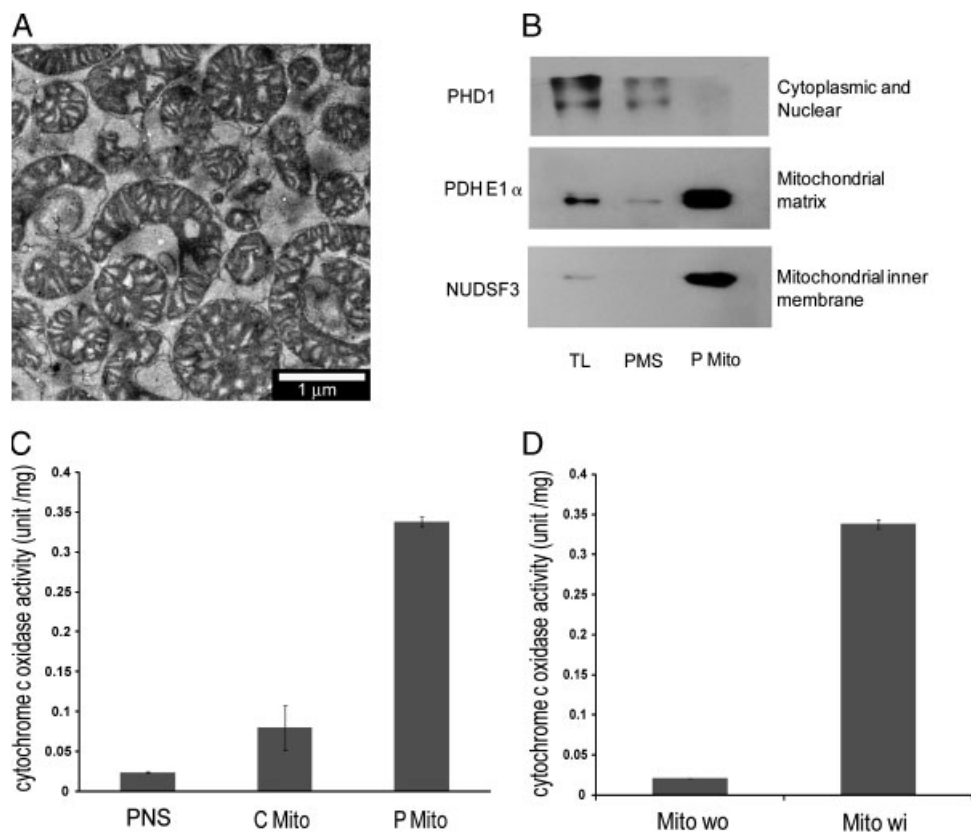 A
1 µm
B
PHD1
Cytoplasmic and
Nuclear
PDH E1 α
Mitochondrial
matrix
NUDSF3
Mitochondrial inner
membrane
TL PMS P Mito
C
cytochrome c oxidase activity (unit /mg)
0.4
0.35
0.3
0.25
0.2
0.15
0.1
0.05
0
PNS C Mito P Mito
D
cytochrome c oxidase activity (unit /mg)
0.4
0.35
0.3
0.25
0.2
0.15
0.1
0.05
0
Mito wo Mito wi